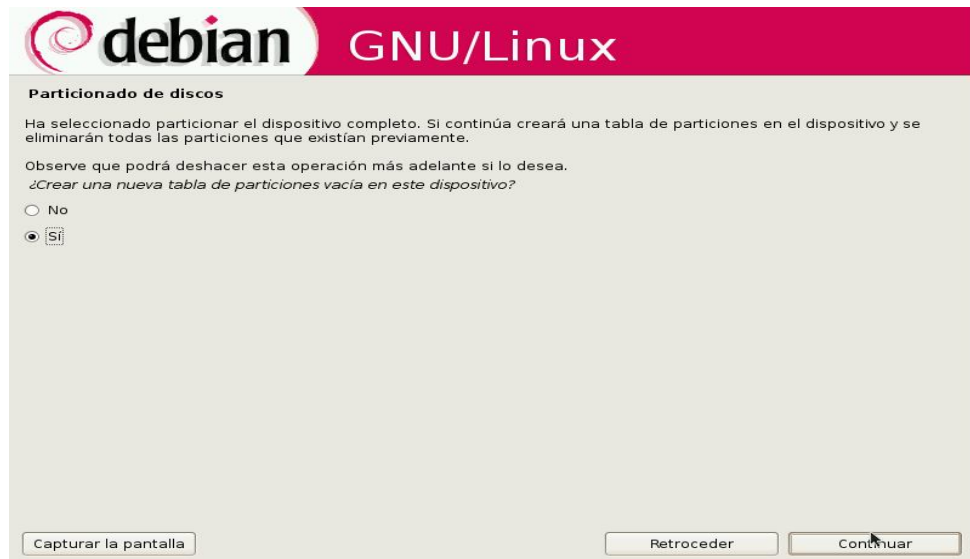 debian GNU/Linux
Particionado de discos
Ha seleccionado particionar el dispositivo completo. Si continúa creará una tabla de particiones en el dispositivo y se
eliminarán todas las particiones que existían previamente.
Observe que podrá deshacer esta operación más adelante si lo desea.
¿Crear una nueva tabla de particiones vacía en este dispositivo?
No
Sí
Capturar la pantalla Retroceder Continuar